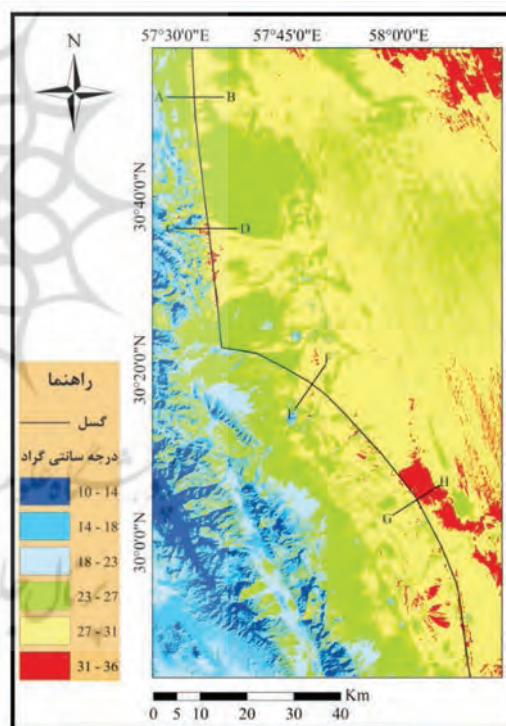 57°30'0"E 57°45'0"E 58°0'0"E
N
A B
30°40'0"N
D
30°20'0"N
E
H
G
30°0'0"N
راهنما
گسل
درجه سانتی گراد
10 - 14
14 - 18
18 - 23
23 - 27
27 - 31
31 - 36
Km
0 5 10 20 30 40